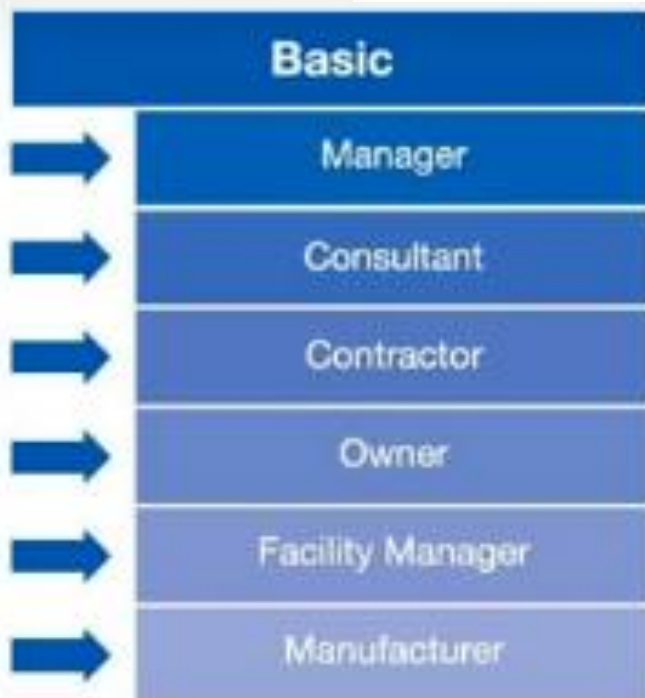 Basic
Manager
Consultant
Contractor
Owner
Facility Manager
Manufacturer